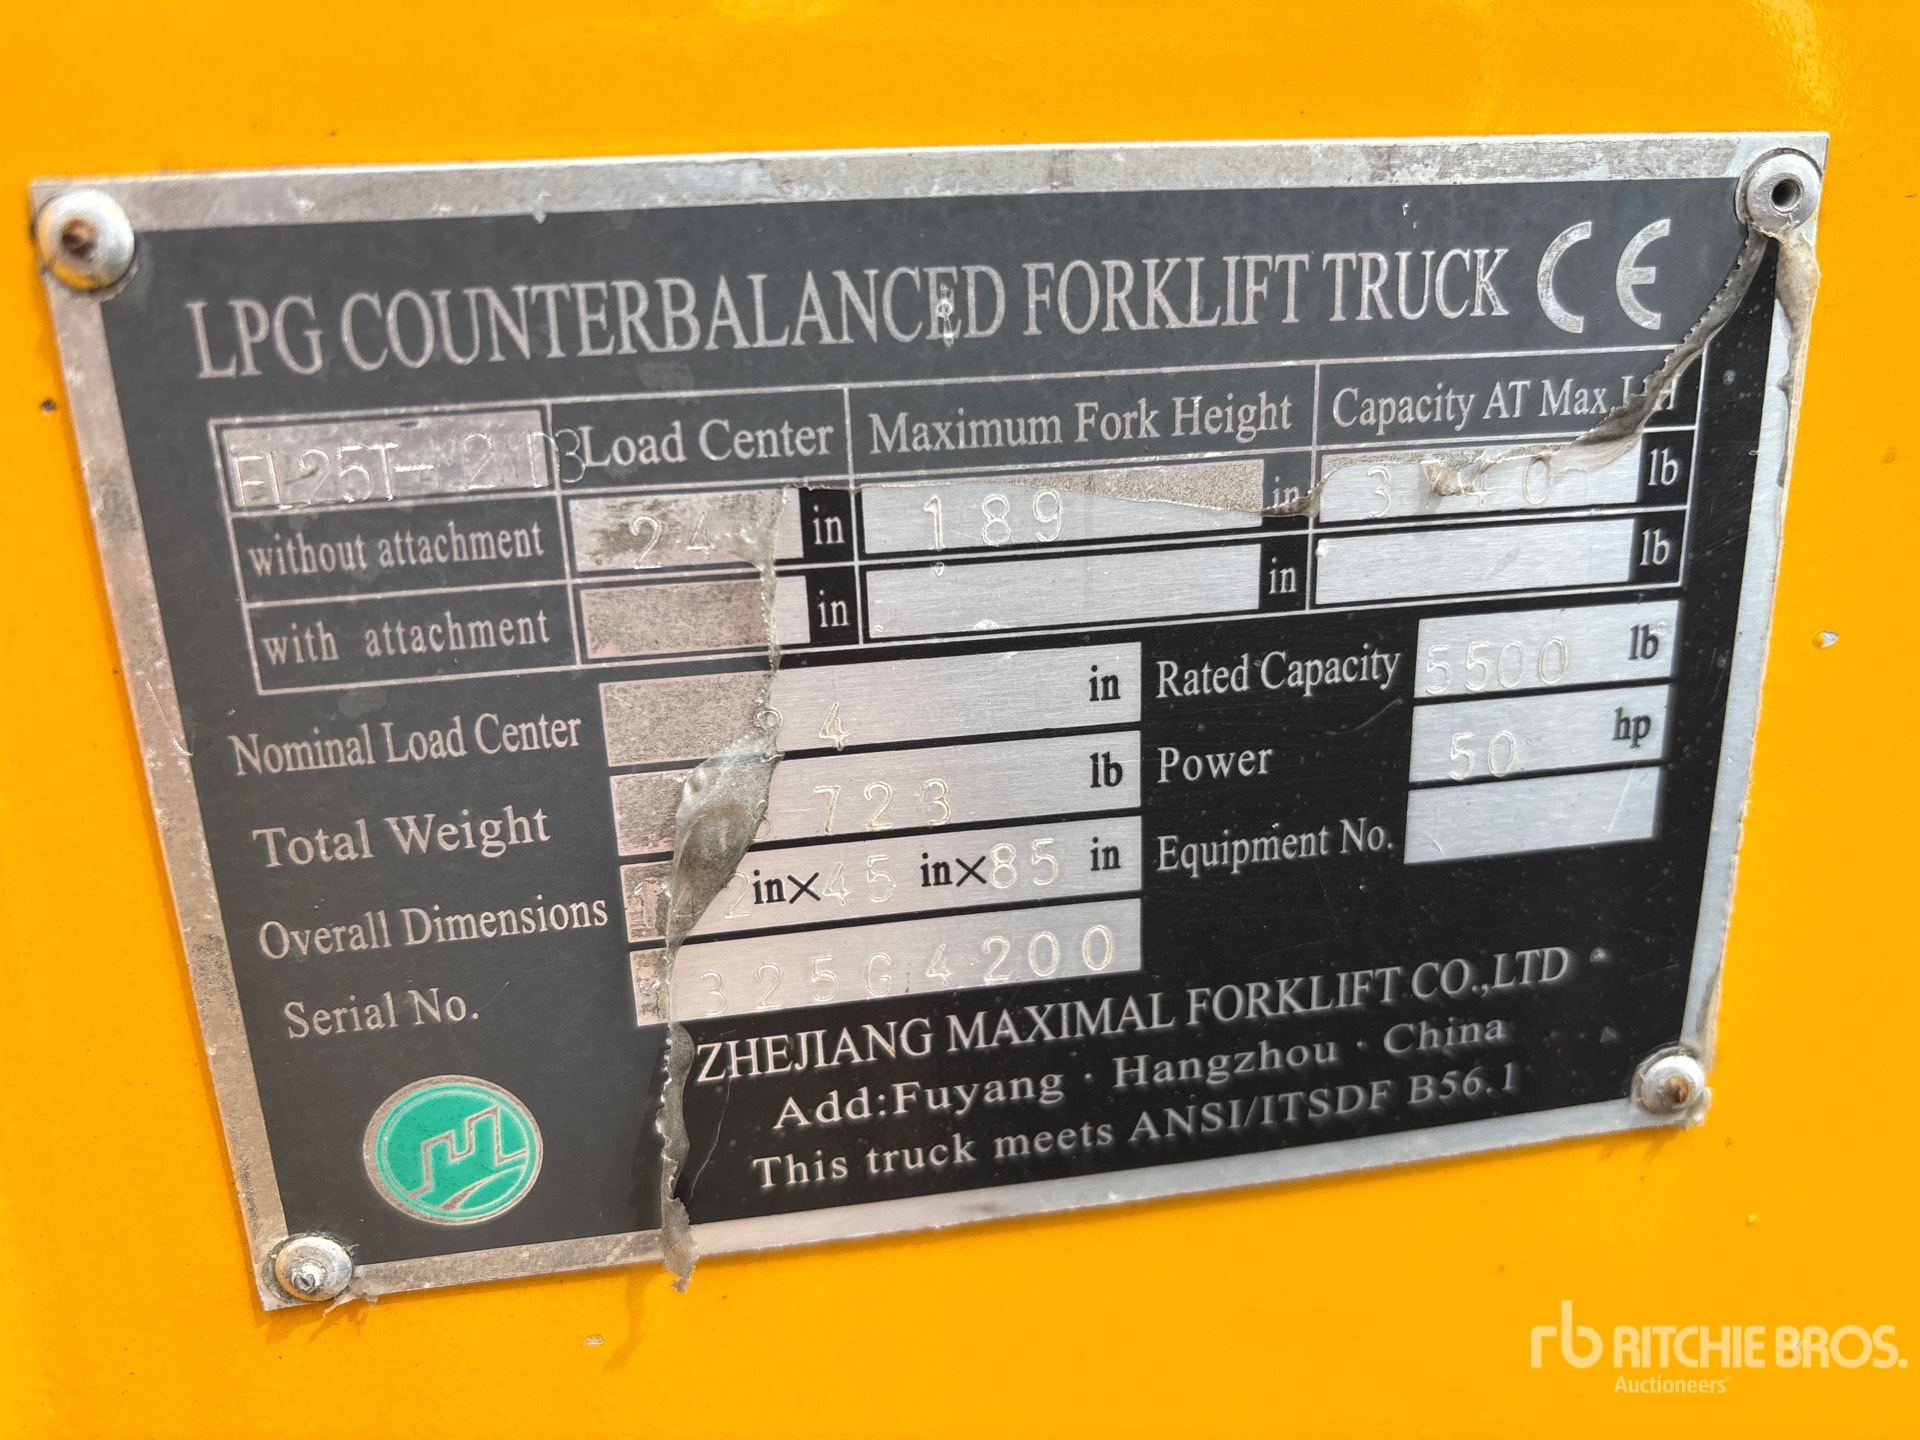 LPG COUNTERBALANCED FORKLIFT TRUCK CE
Load Center Maximum Fork Height Capacity AT Max.
without attachment 24 in 189 in lb
with attachment in in lb
Nominal Load Center 24 in Rated Capacity 5500 lb
Total Weight lb Power 50 hp
Overall Dimensions in×45 in×85 in Equipment No.
Serial No.
ZHEJIANG MAXIMAL FORKLIFT CO.,LTD
Add:Fuyang · Hangzhou · China
This truck meets ANSI/ITSDF B56.1
rb RITCHIE BROS.
Auctioneers